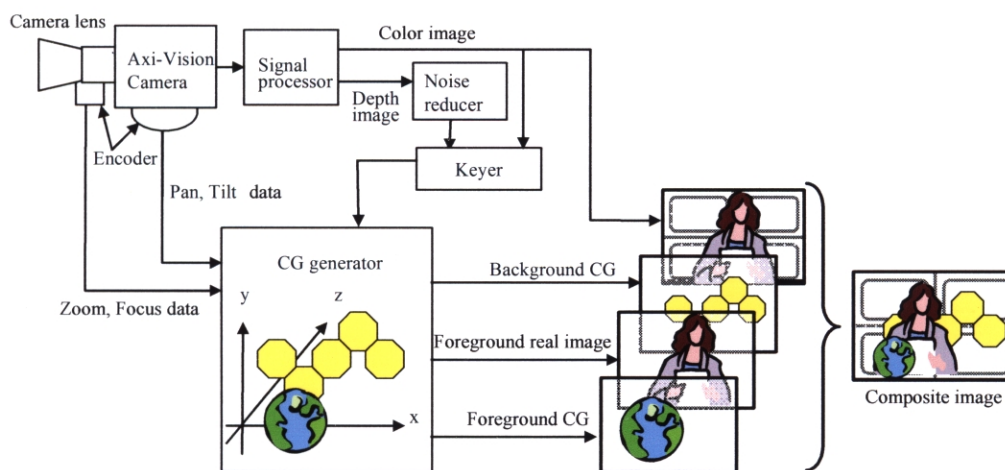 Camera lens
Axi-Vision
Camera
Signal
processor
Color image
Depth
image
Noise
reducer
Encoder
Keyer
Pan, Tilt data
CG generator
Zoom, Focus data
y
z
x
Background CG
Foreground real image
Foreground CG
Composite image